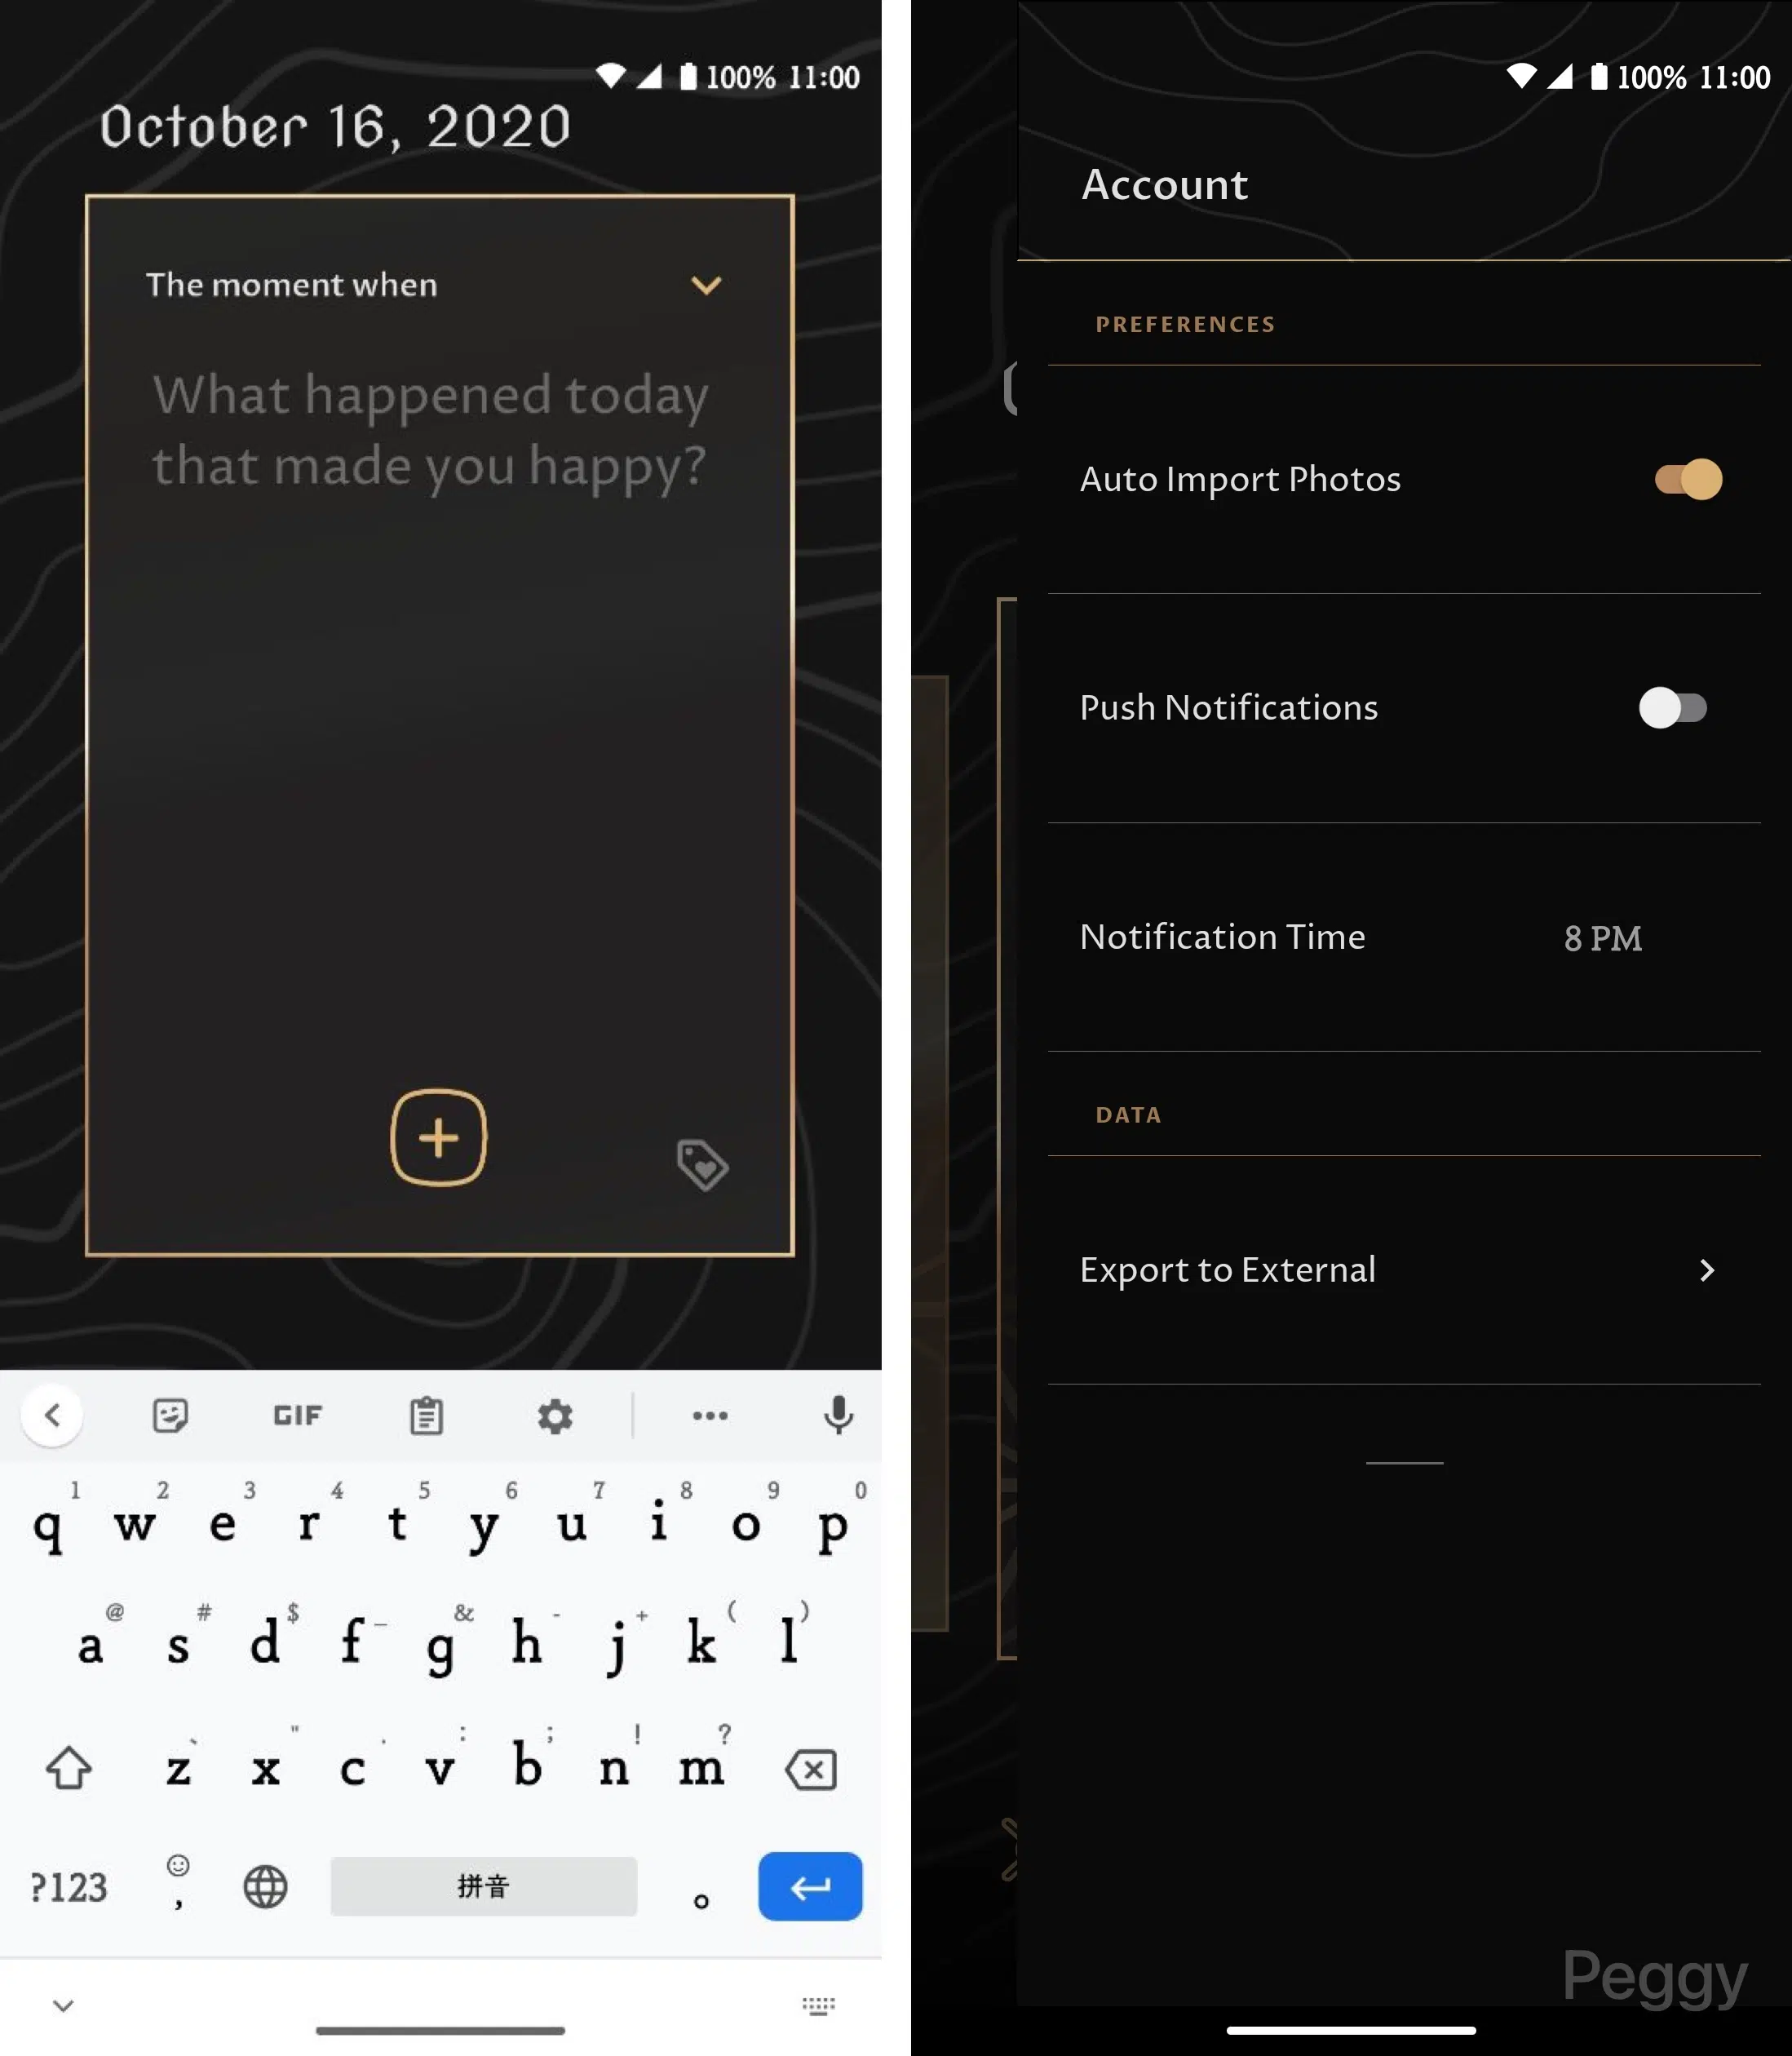 100% 11:00
October 16, 2020
The moment when
What happened today
that made you happy?
GIF
1 2 3 4 5 6 7 8 9 0
q w e r t y u i o p
@ # $ _ & - + ( )
a s d f g h j k l
` " ' : ; ! ?
z x c v b n m
?123 , 拼音 。
100% 11:00
Account
PREFERENCES
Auto Import Photos
Push Notifications
Notification Time 8 PM
DATA
Export to External
Peggy